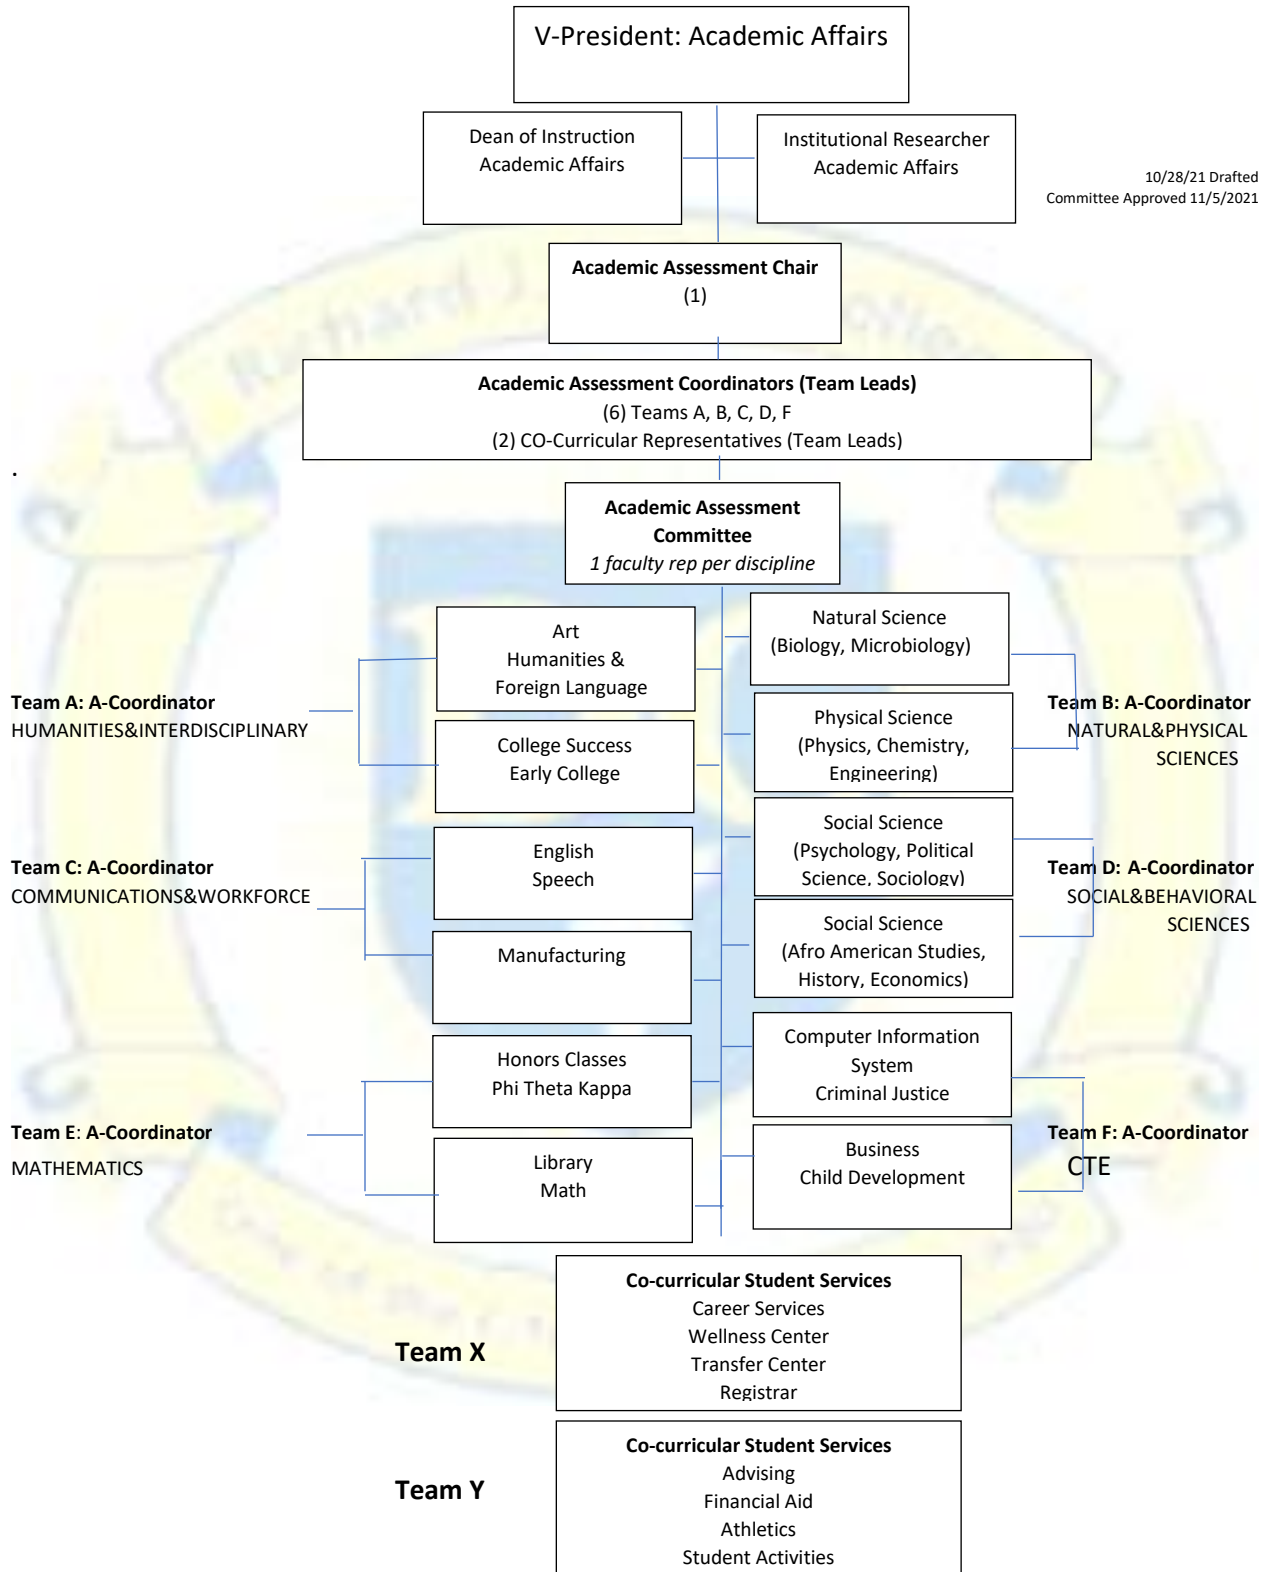 V-President: Academic Affairs
Dean of Instruction
Academic Affairs
Institutional Researcher
Academic Affairs
10/28/21 Drafted
Committee Approved 11/5/2021
Academic Assessment Chair
(1)
Academic Assessment Coordinators (Team Leads)
(6) Teams A, B, C, D, F
(2) CO-Curricular Representatives (Team Leads)
.
Academic Assessment
Committee
1 faculty rep per discipline
Art
Humanities &
Foreign Language
Natural Science
(Biology, Microbiology)
Team A: A-Coordinator
HUMANITIES&INTERDISCIPLINARY
College Success
Early College
Physical Science
(Physics, Chemistry,
Engineering)
Team B: A-Coordinator
NATURAL&PHYSICAL
SCIENCES
Team C: A-Coordinator
COMMUNICATIONS&WORKFORCE
English
Speech
Manufacturing
Social Science
(Psychology, Political
Science, Sociology)
Social Science
(Afro American Studies,
History, Economics)
Team D: A-Coordinator
SOCIAL&BEHAVIORAL
SCIENCES
Team E: A-Coordinator
MATHEMATICS
Honors Classes
Phi Theta Kappa
Library
Math
Computer Information
System
Criminal Justice
Business
Child Development
Team F: A-Coordinator
CTE
Team X
Co-curricular Student Services
Career Services
Wellness Center
Transfer Center
Registrar
Team Y
Co-curricular Student Services
Advising
Financial Aid
Athletics
Student Activities
Richard J.